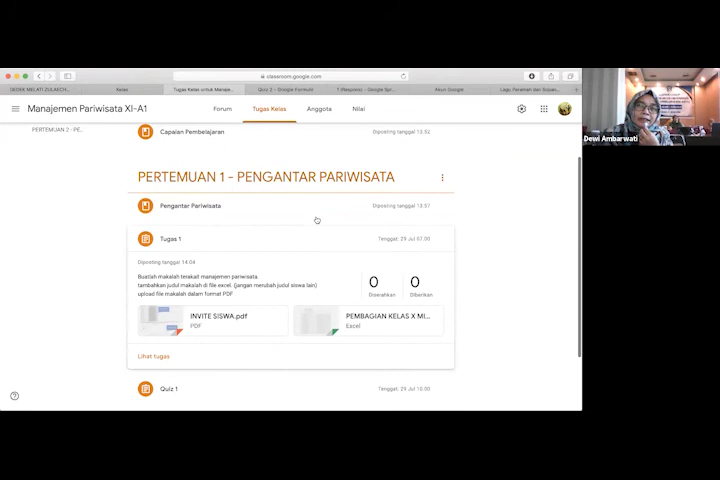 classroom.google.com
GEDEK MELATI ZULAECH...
Kelas
Tugas Kelas untuk Manaje...
Quiz 2 - Google Formulir
Akun Google
Manajemen Pariwisata XI-A1
Forum
Tugas Kelas
Anggota
Nilai
PERTEMUAN 2 - PE...
Capaian Pembelajaran
Diposting tanggal 13.52
PERTEMUAN 1 - PENGANTAR PARIWISATA
Pengantar Pariwisata
Diposting tanggal 13.57
Tugas 1
Tenggat: 29 Jul 07.00
Diposting tanggal 14.04
Buatlah makalah terakait manajemen pariwisata.
tambahkan judul makalah di file excel. (jangan merubah judul siswa lain)
upload file makalah dalam format PDF
0
Diserahkan
0
Diberikan
INVITE SISWA.pdf
PDF
PEMBAGIAN KELAS X MI...
Excel
Lihat tugas
Quiz 1
Tenggat: 29 Jul 10.00
Dewi Ambarwati